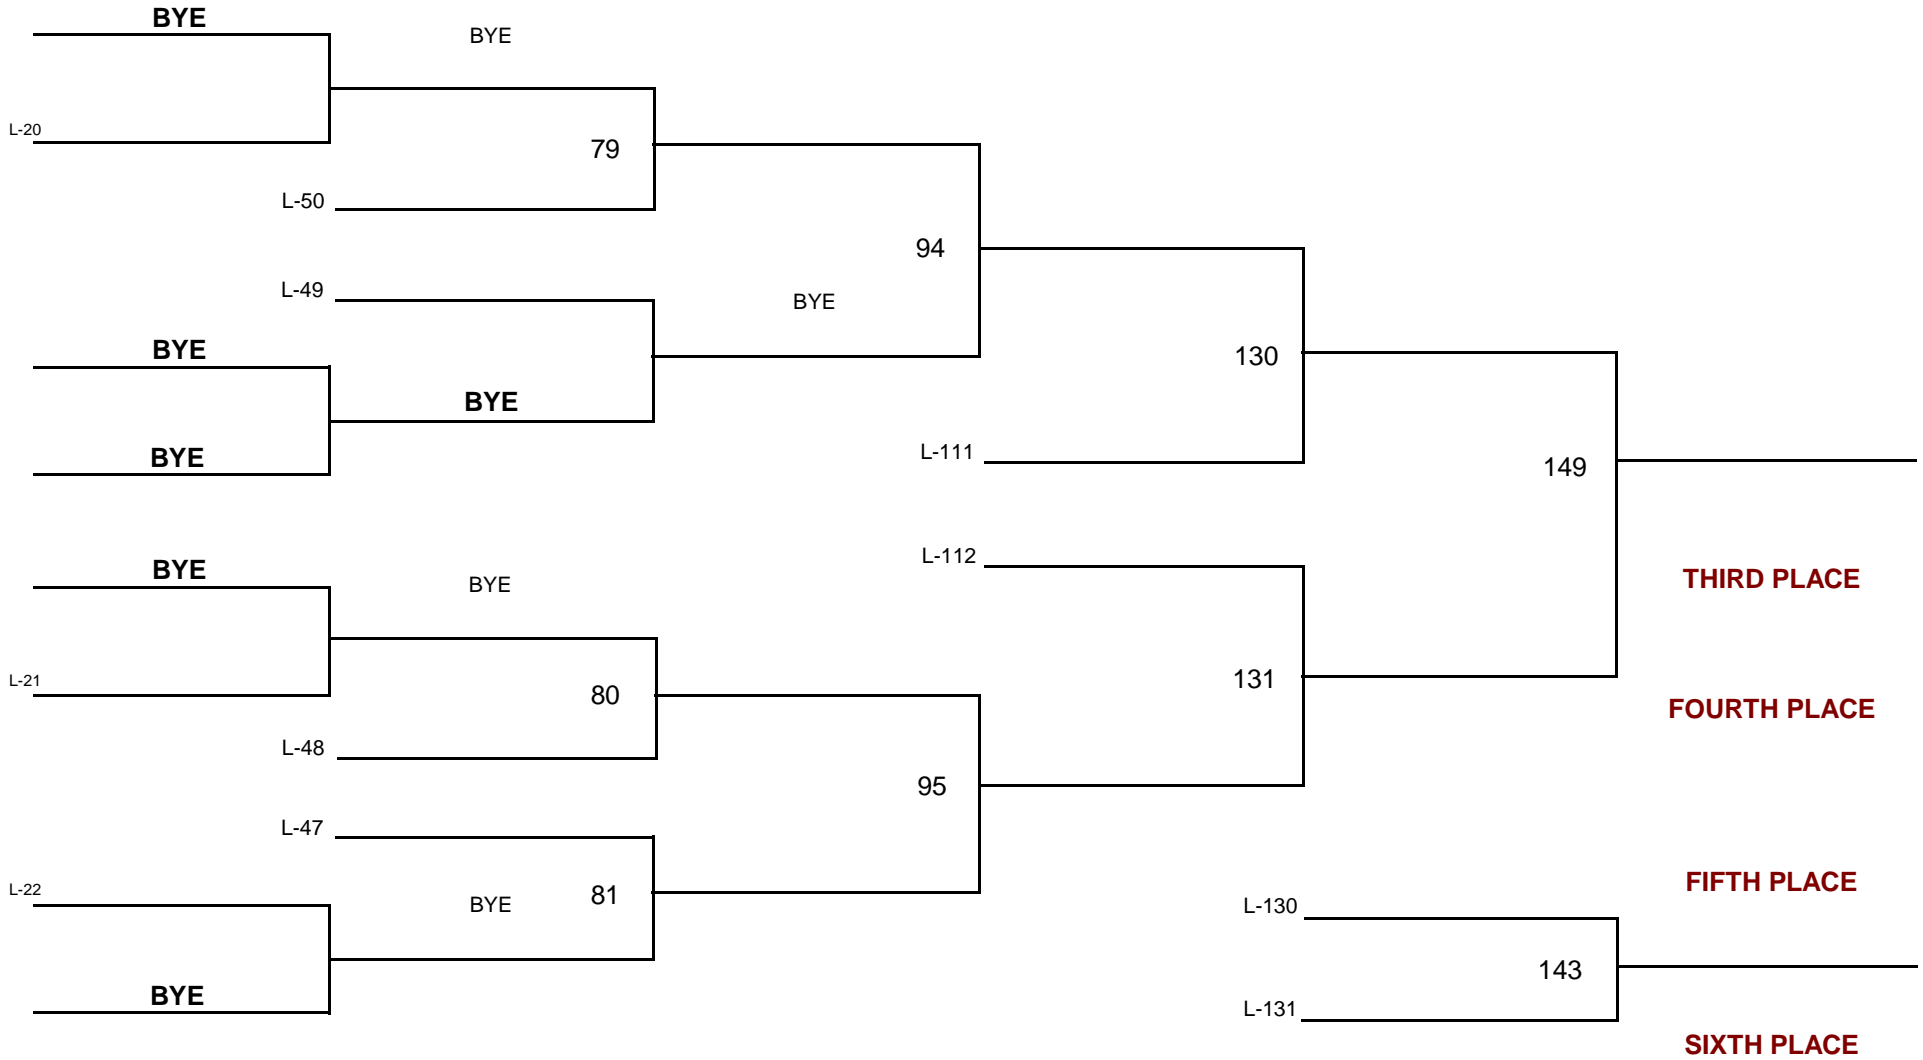 BYE
BYE
L-20
79
L-50
94
L-49
BYE
BYE
130
BYE
L-111
BYE
149
L-112
BYE
BYE
THIRD PLACE
L-21
131
80
FOURTH PLACE
L-48
95
L-47
L-22
FIFTH PLACE
81
BYE
L-130
143
BYE
L-131
SIXTH PLACE